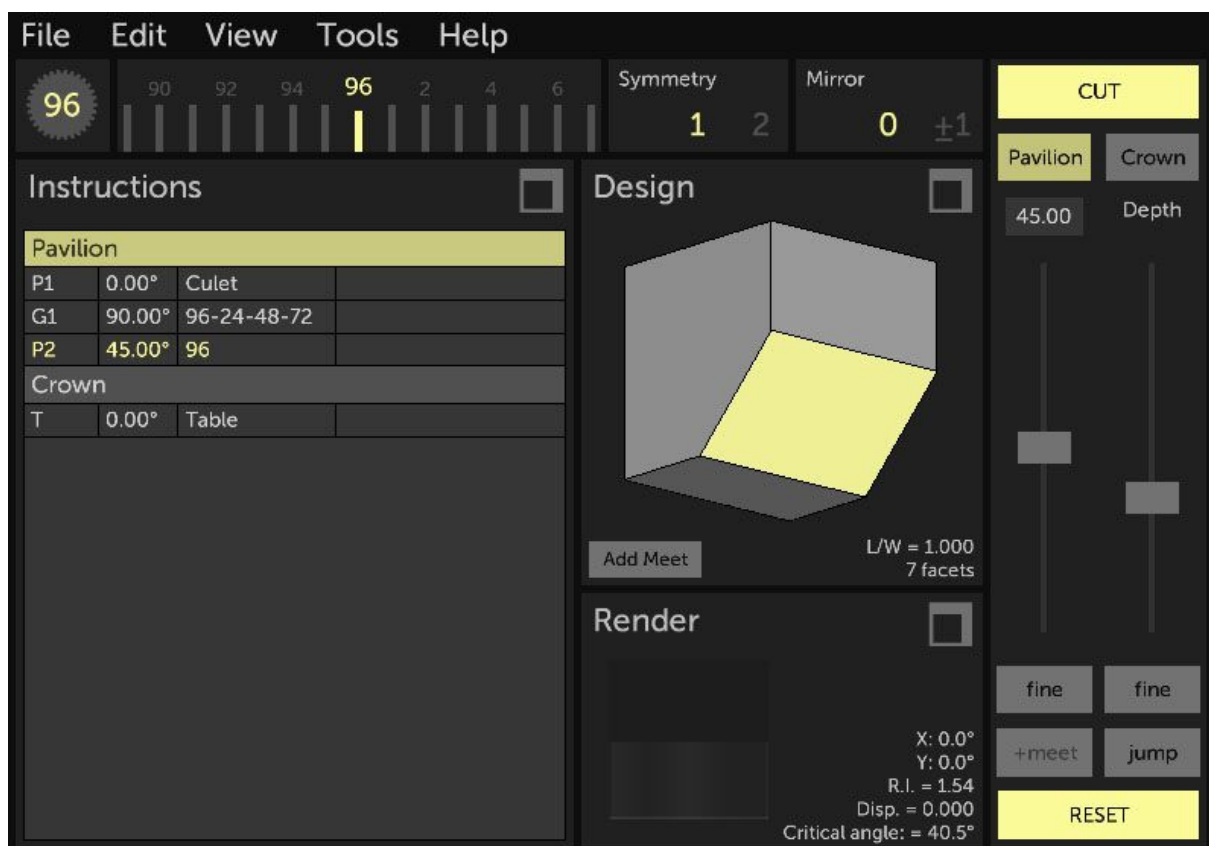 File Edit View Tools Help
96
90 92 94 96 2 4 6
Symmetry
1 2
Mirror
0 ±1
CUT
Pavilion Crown
45.00 Depth
Instructions
Pavilion
P1 0.00° Culet
G1 90.00° 96-24-48-72
P2 45.00° 96
Crown
T 0.00° Table
Design
Add Meet
L/W = 1.000
7 facets
Render
X: 0.0°
Y: 0.0°
R.I. = 1.54
Disp. = 0.000
Critical angle: = 40.5°
fine fine
+meet jump
RESET